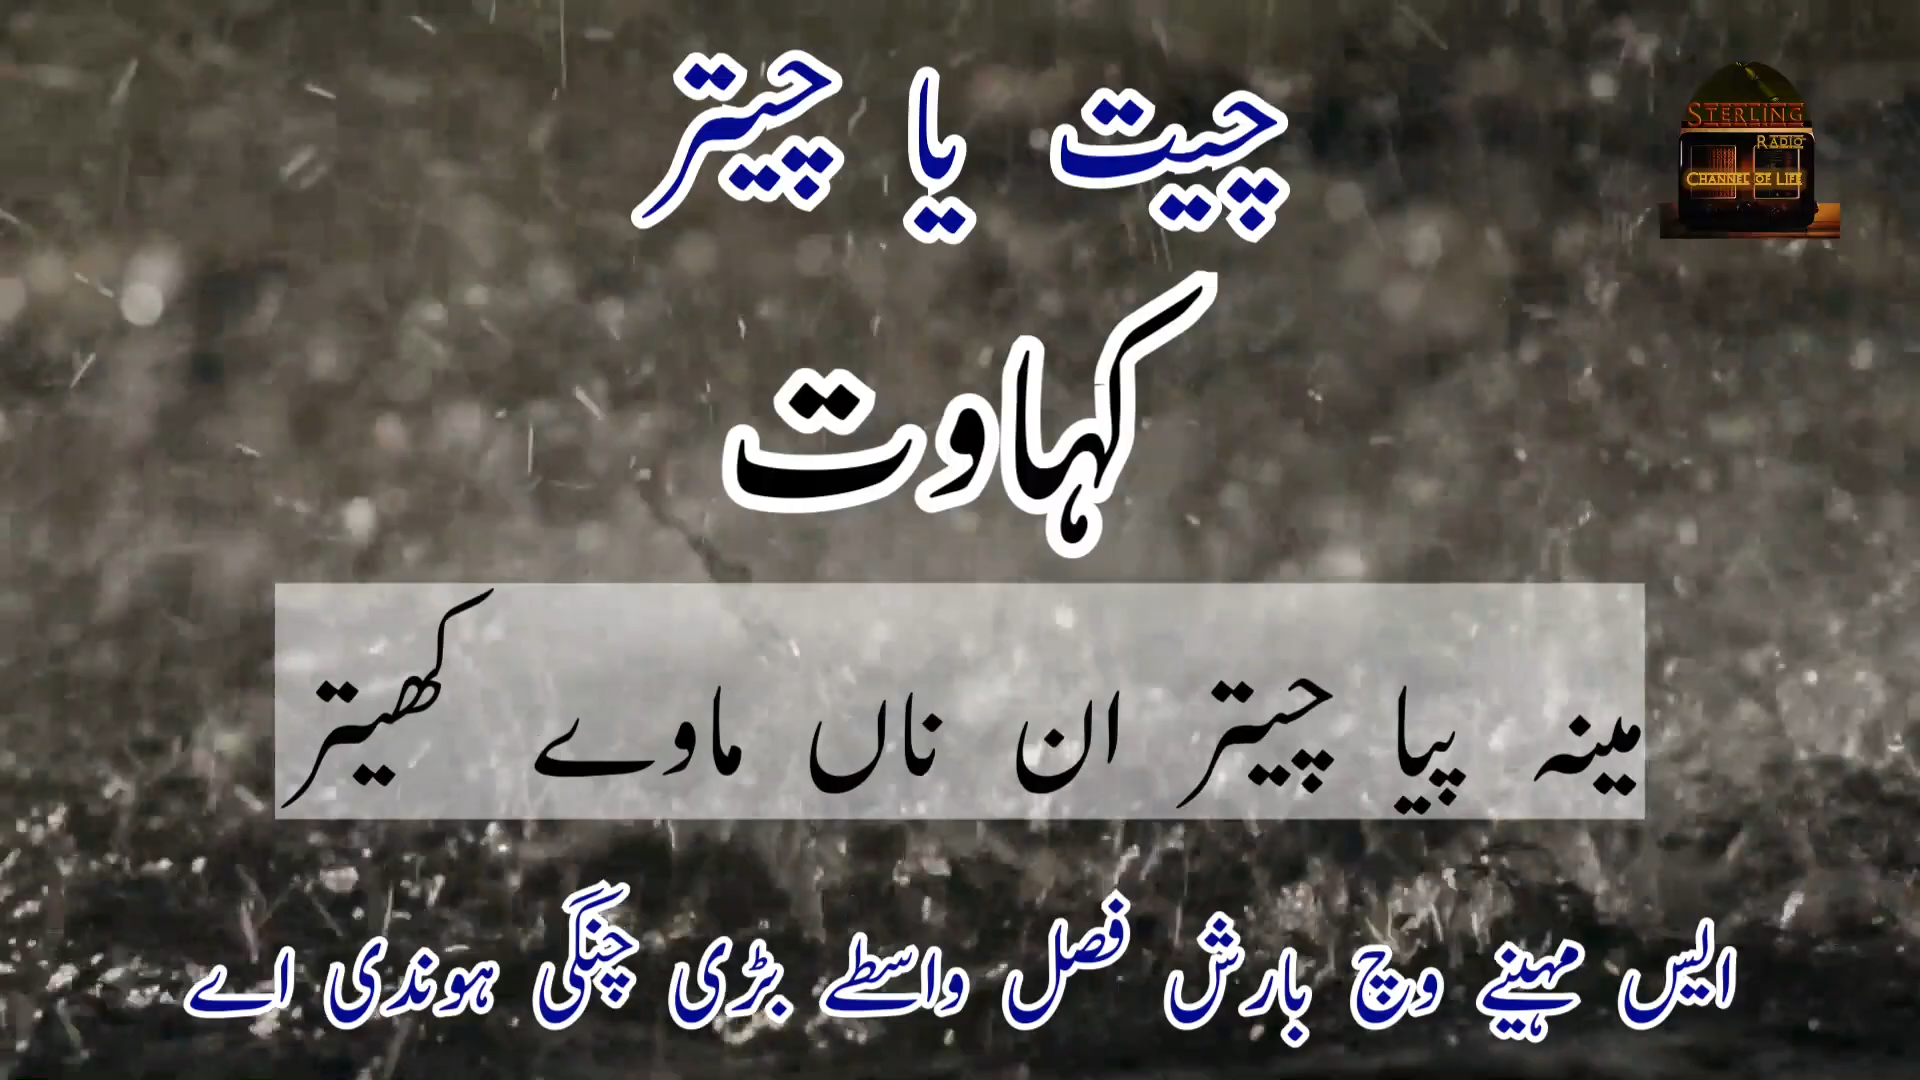 چیت یا چیتر
STERLING
RADIO
CHANNEL OF LIFE
کہاوت
مینہ پیا چیتر ان ناں ماوے کھیتر
ایس مہینے وچ بارش فصل واسطے بڑی چنگی ہوندی اے